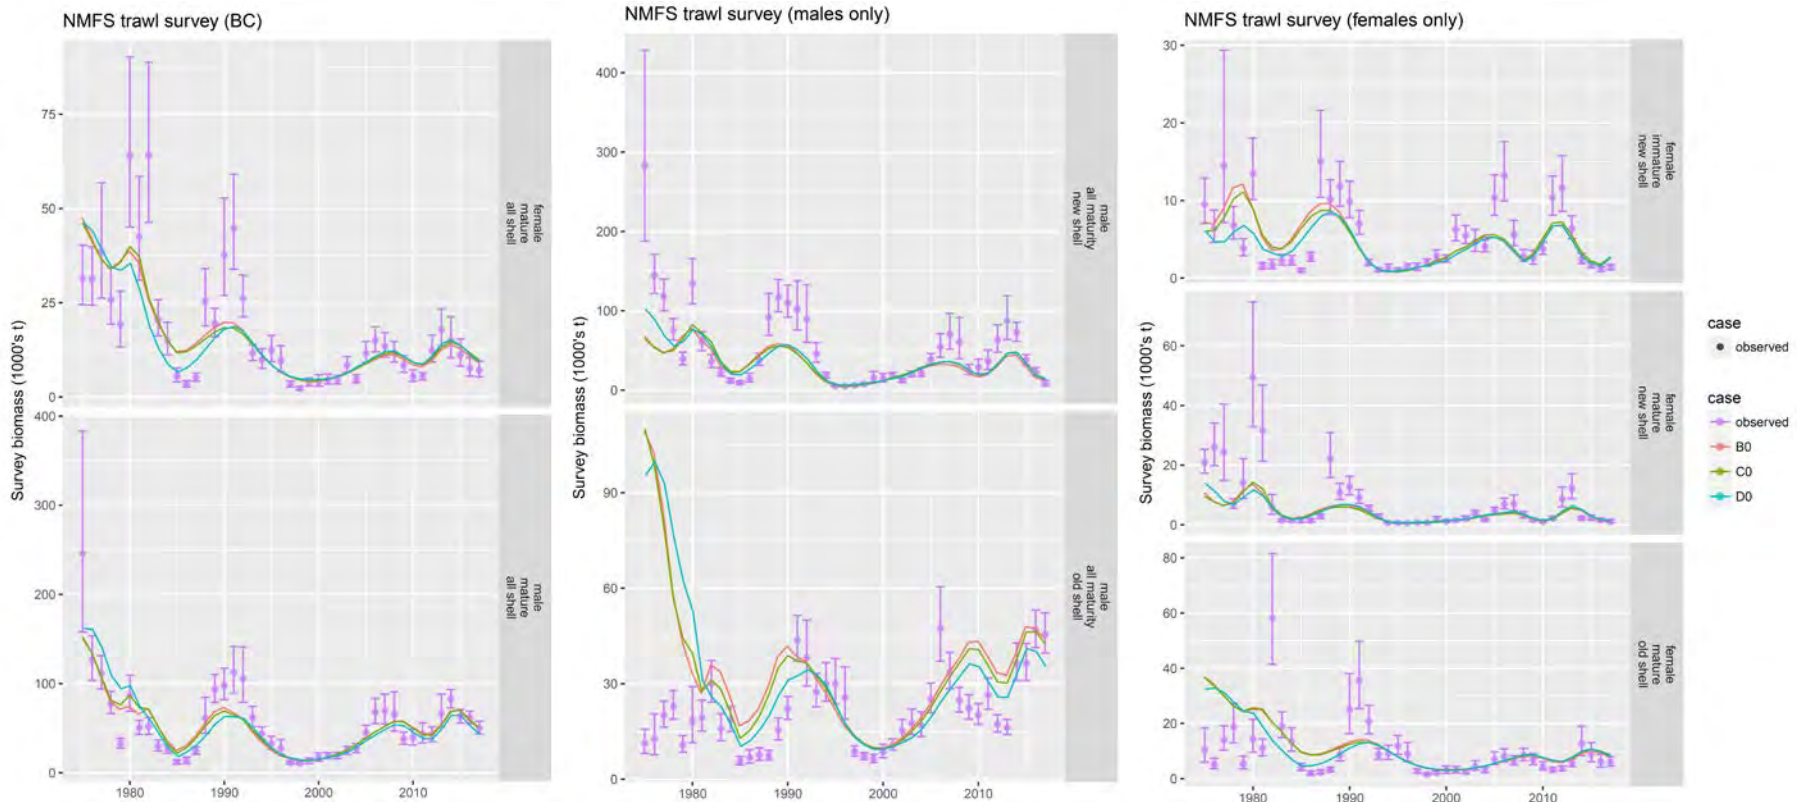 NMFS trawl survey (BC)
Survey biomass (1000's t)
75
50
25
0
female
mature
all shell
400
300
200
100
0
male
mature
all shell
1980
1990
2000
2010
NMFS trawl survey (males only)
Survey biomass (1000's t)
400
300
200
100
0
male
all maturity
new shell
90
60
30
0
male
all maturity
old shell
1980
1990
2000
2010
NMFS trawl survey (females only)
Survey biomass (1000's t)
30
20
10
0
female
immature
new shell
60
40
20
0
female
mature
new shell
80
60
40
20
0
female
mature
old shell
1980
1990
2000
2010
case
observed
case
observed
B0
C0
D0